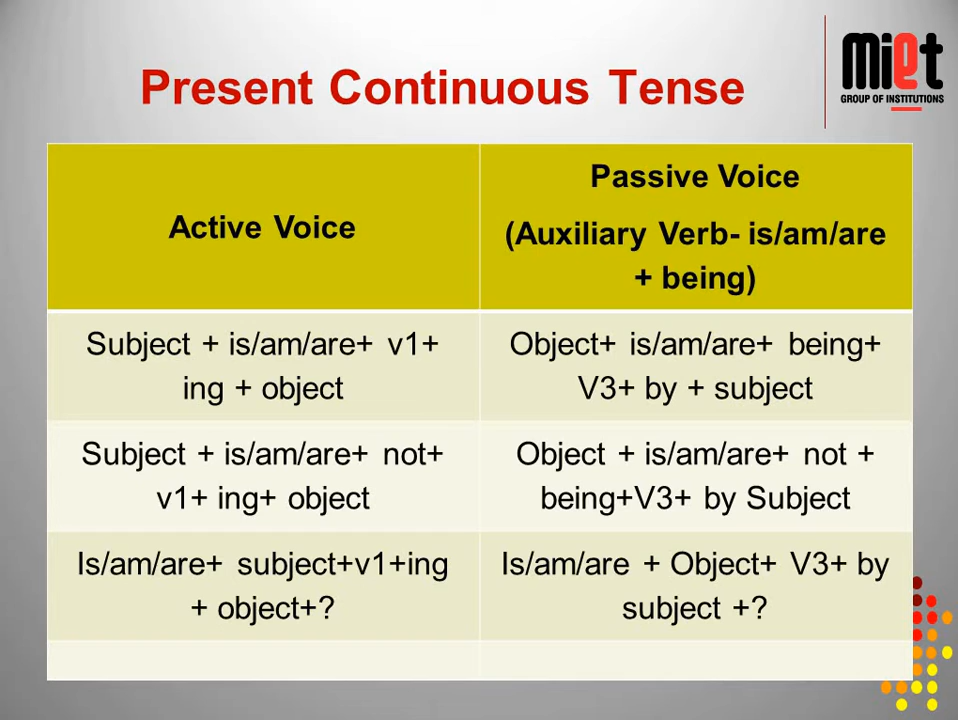 miet
GROUP OF INSTITUTIONS
Present Continuous Tense
Active Voice
Passive Voice
(Auxiliary Verb- is/am/are
+ being)
Subject + is/am/are+ v1+
ing + object
Object+ is/am/are+ being+
V3+ by + subject
Subject + is/am/are+ not+
v1+ ing+ object
Object + is/am/are+ not +
being+V3+ by Subject
Is/am/are+ subject+v1+ing
+ object+?
Is/am/are + Object+ V3+ by
subject +?